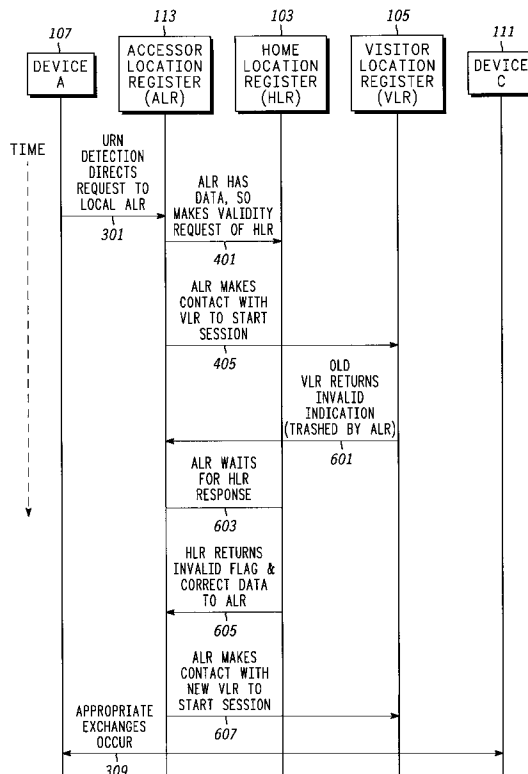 107
113
103
105
111
DEVICE
A
ACCESSOR
LOCATION
REGISTER
(ALR)
HOME
LOCATION
REGISTER
(HLR)
VISITOR
LOCATION
REGISTER
(VLR)
DEVICE
C
TIME
URN
DETECTION
DIRECTS
REQUEST TO
LOCAL ALR
301
ALR HAS
DATA, SO
MAKES VALIDITY
REQUEST OF HLR
401
ALR MAKES
CONTACT WITH
VLR TO START
SESSION
405
OLD
VLR RETURNS
INVALID
INDICATION
(TRASHED BY ALR)
601
ALR WAITS
FOR HLR
RESPONSE
603
HLR RETURNS
INVALID FLAG &
CORRECT DATA
TO ALR
605
ALR MAKES
CONTACT WITH
NEW VLR TO
START SESSION
607
APPROPRIATE
EXCHANGES
OCCUR
309